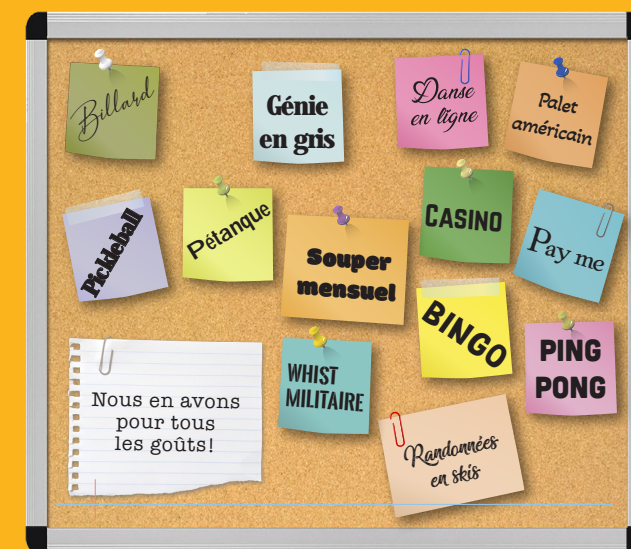 Billard
Génie
en gris
Danse
en ligne
Palet
américain
Pickleball
Pétanque
Souper
mensuel
CASINO
Pay me
BINGO
WHIST
MILITAIRE
PING
PONG
Nous en avons
pour tous
les goûts!
Randonnées
en skis